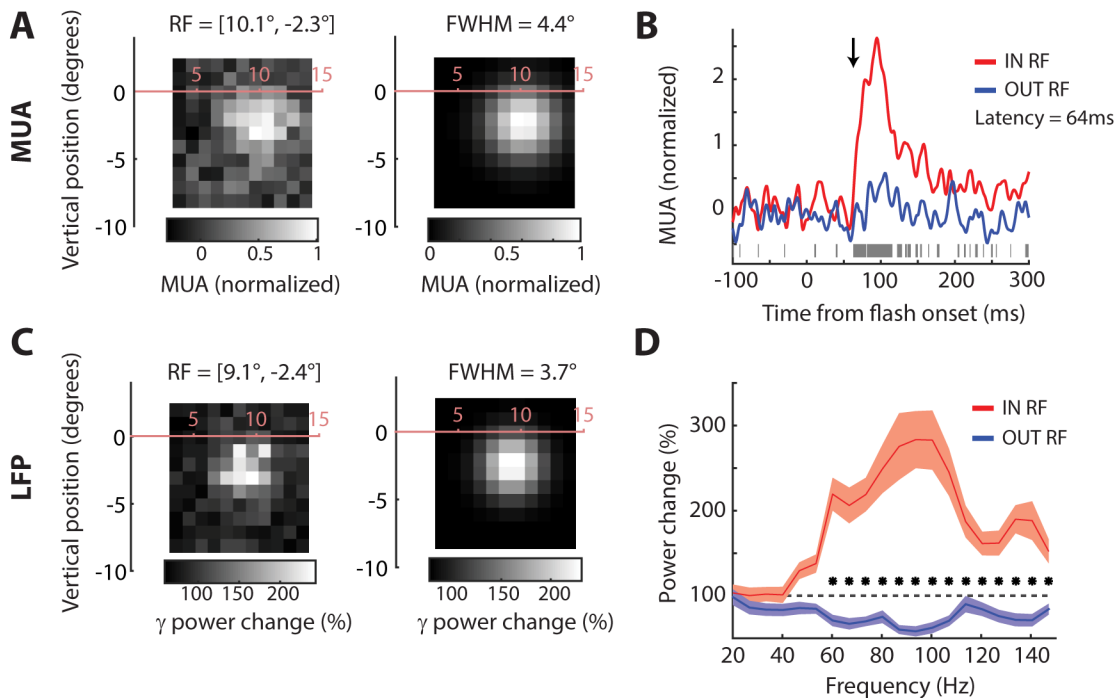 A
RF = [10.1°, -2.3°]
FWHM = 4.4°
MUA
Vertical position (degrees)
0
-5
-10
5 10 15
0 0.5 1
MUA (normalized)
0
-5
-10
5 10 15
0 0.5 1
MUA (normalized)
B
IN RF
OUT RF
Latency = 64ms
MUA (normalized)
2
1
0
-100 0 100 200 300
Time from flash onset (ms)
C
RF = [9.1°, -2.4°]
FWHM = 3.7°
LFP
Vertical position (degrees)
0
-5
-10
5 10 15
100 150 200
γ power change (%)
0
-5
-10
5 10 15
100 150 200
γ power change (%)
D
IN RF
OUT RF
Power change (%)
300
200
100
* * * * * * * * * * * * * *
20 40 60 80 100 120 140
Frequency (Hz)